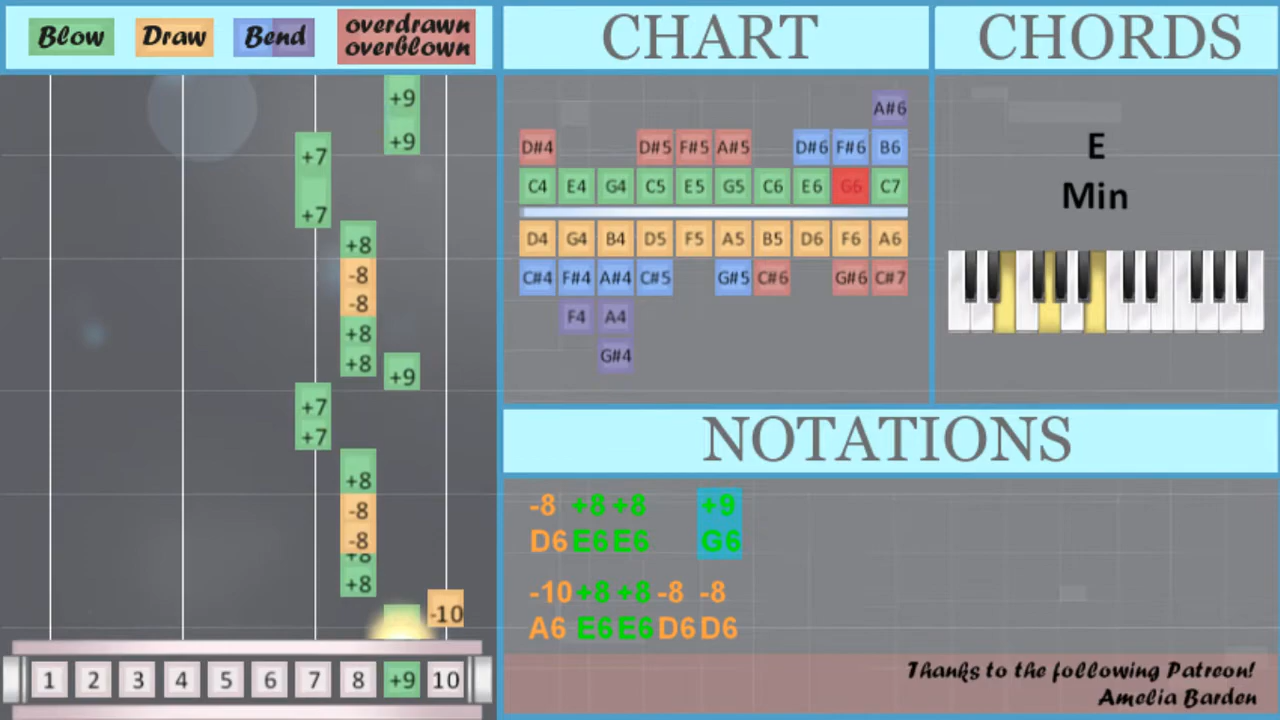 Blow Draw Bend overdrawn
overblown
CHART
CHORDS
+9
+9
+7
+7
+8
-8
-8
+8
+8
+9
+7
+7
+8
-8
-8
+8
+8
-10
1 2 3 4 5 6 7 8 +9 10
A#6
D#4 D#5 F#5 A#5 D#6 F#6 B6
C4 E4 G4 C5 E5 G5 C6 E6 G6 C7
D4 G4 B4 D5 F5 A5 B5 D6 F6 A6
C#4 F#4 A#4 C#5 G#5 C#6 G#6 C#7
F4 A4
G#4
E
Min
NOTATIONS
-8 +8 +8 +9
D6 E6 E6 G6
-10 +8 +8 -8 -8
A6 E6 E6 D6 D6
Thanks to the following Patreon!
Amelia Barden